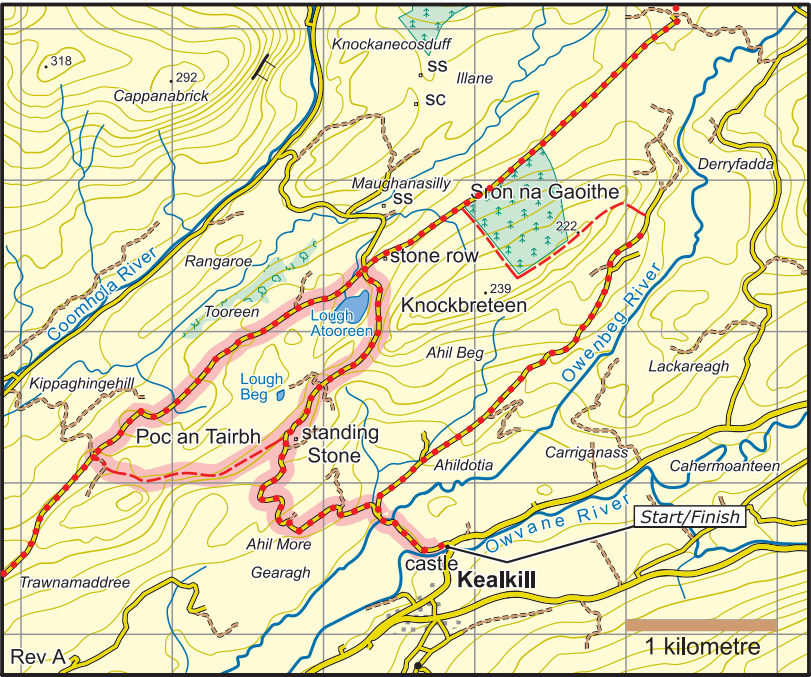 318
292
Cappanabrick
Knockanecosduff
SS
Illane
SC
Maughanasilly
SS
Sron na Gaoithe
222
Derryfadda
stone row
Rangaroe
Coomhola River
Tooreen
Lough
Atooreen
239
Knockbreteen
Owenbeg River
Ahil Beg
Lackareagh
Kippaghingehill
Lough
Beg
Poc an Tairbh
standing
Stone
Ahildotia
Carriganass
Cahermoanteen
Owvane River
Start/Finish
Ahil More
Gearagh
castle
Kealkill
Trawnamaddree
1 kilometre
Rev A